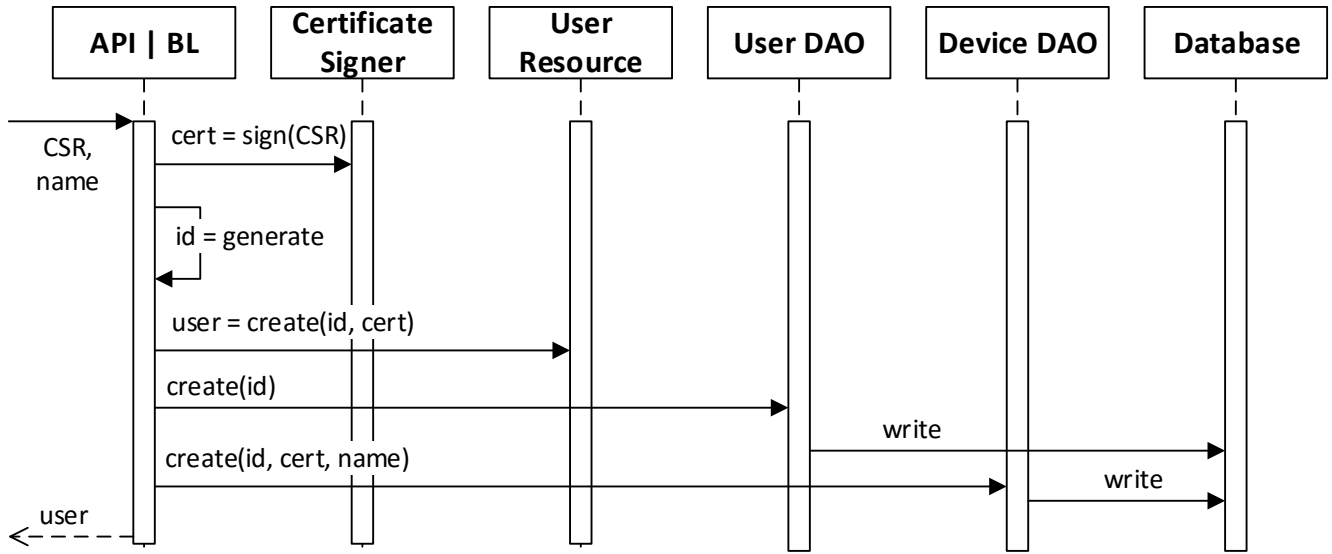 API | BL
Certificate
Signer
User
Resource
User DAO
Device DAO
Database
CSR,
name
cert = sign(CSR)
id = generate
user = create(id, cert)
create(id)
write
create(id, cert, name)
write
user